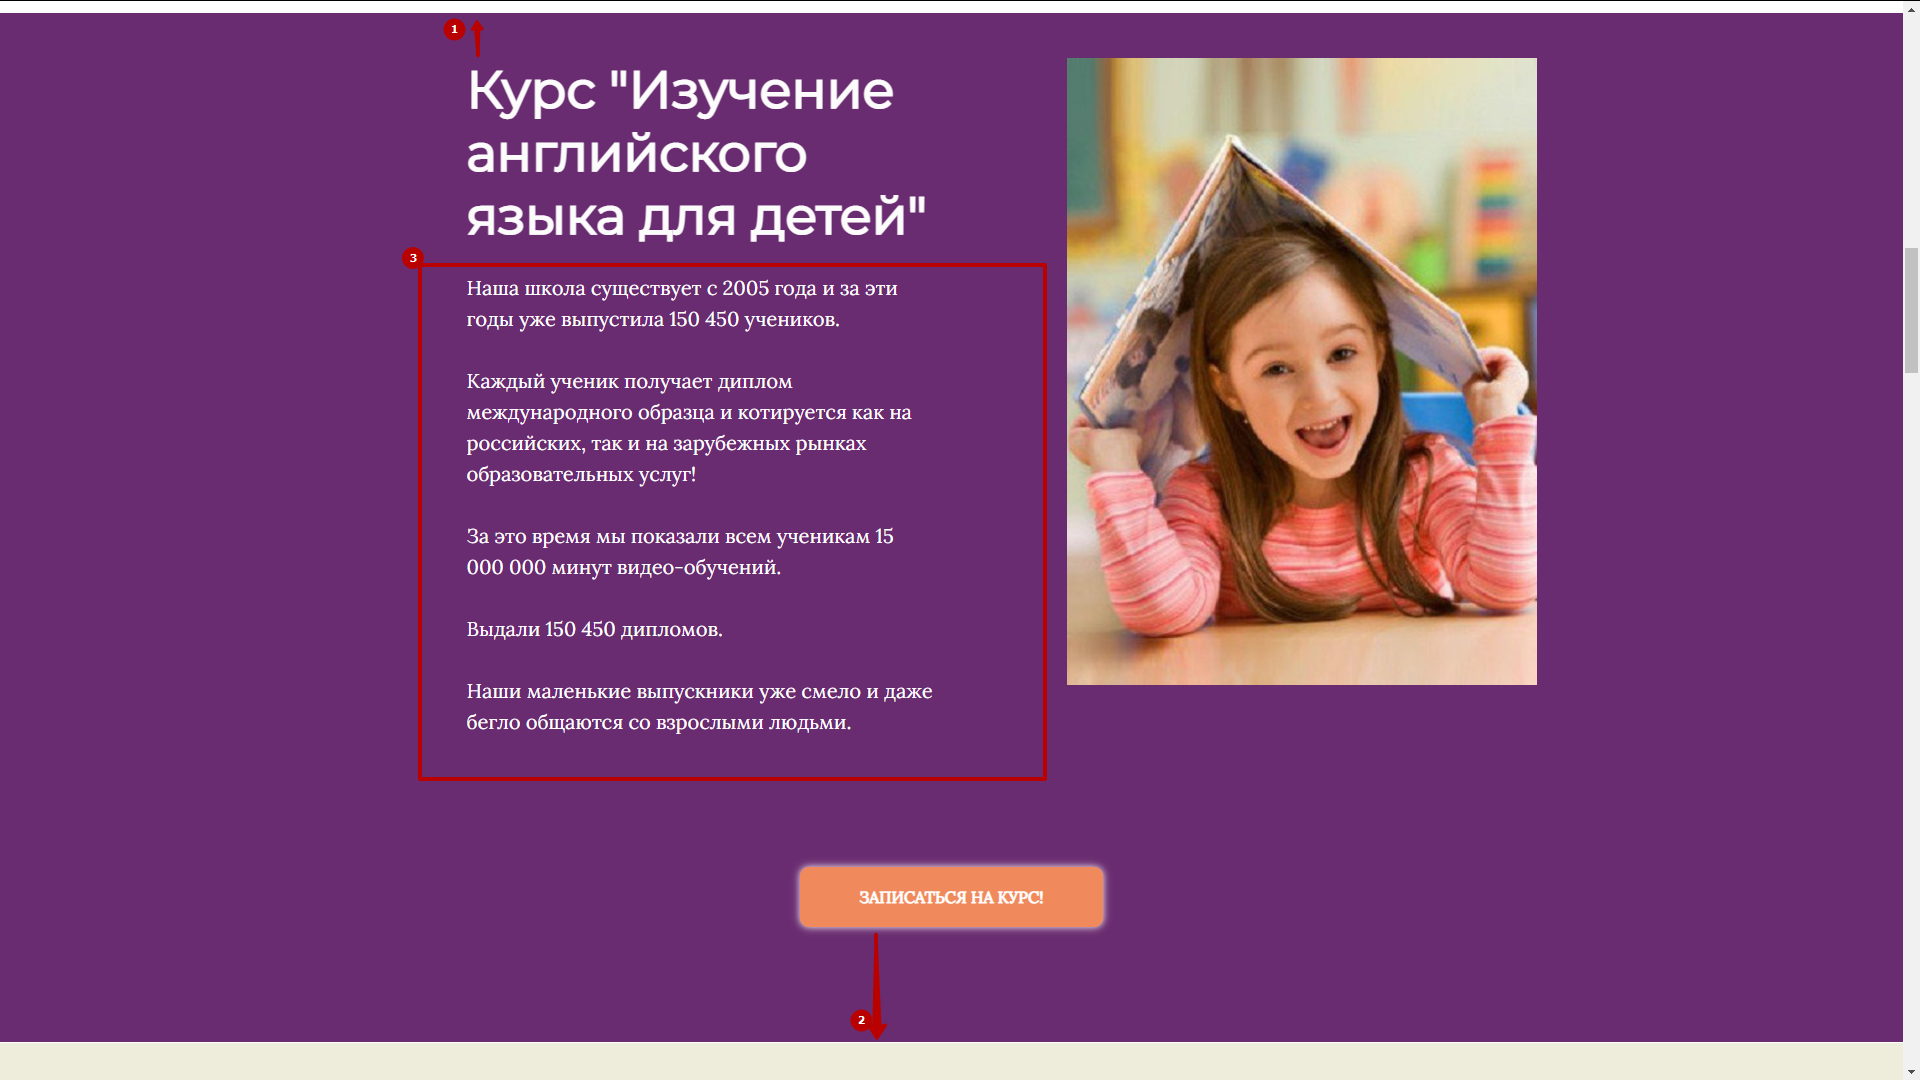 1
Курс "Изучение
английского
языка для детей"
3
Наша школа существует с 2005 года и за эти
годы уже выпустила 150 450 учеников.
Каждый ученик получает диплом
международного образца и котируется как на
российских, так и на зарубежных рынках
образовательных услуг!
За это время мы показали всем ученикам 15
000 000 минут видео-обучений.
Выдали 150 450 дипломов.
Наши маленькие выпускники уже смело и даже
бегло общаются со взрослыми людьми.
ЗАПИСАТЬСЯ НА КУРС!
2